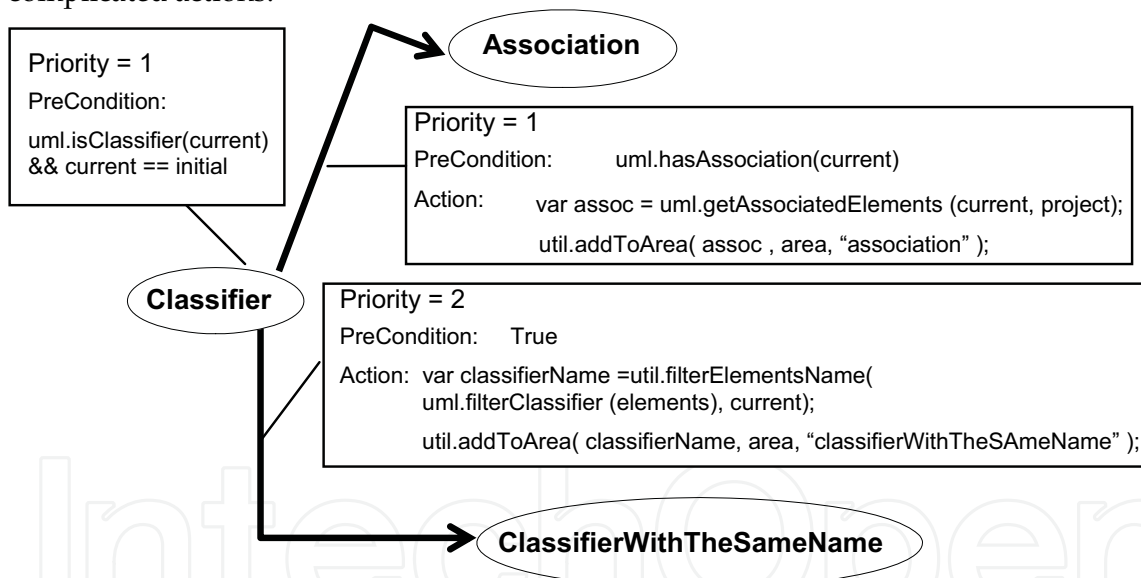 complicated actions.
Association
Priority = 1
PreCondition:
uml.isClassifier(current)
&& current == initial
Priority = 1
PreCondition: uml.hasAssociation(current)
Action: var assoc = uml.getAssociatedElements (current, project);
util.addToArea( assoc , area, “association” );
Classifier
Priority = 2
PreCondition: True
Action: var classifierName =util.filterElementsName(
uml.filterClassifier (elements), current);
util.addToArea( classifierName, area, “classifierWithTheSAmeName” );
ClassifierWithTheSameName
IntechOpen